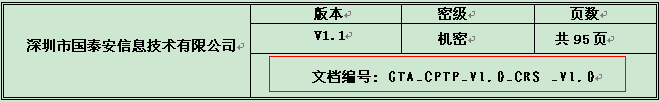 版本 密级 页数
深圳市国秦安信息技术有限公司 V1.1 机密 共 95 页
文档编号：GTA_CPTP_V1.0_CRS _V1.0